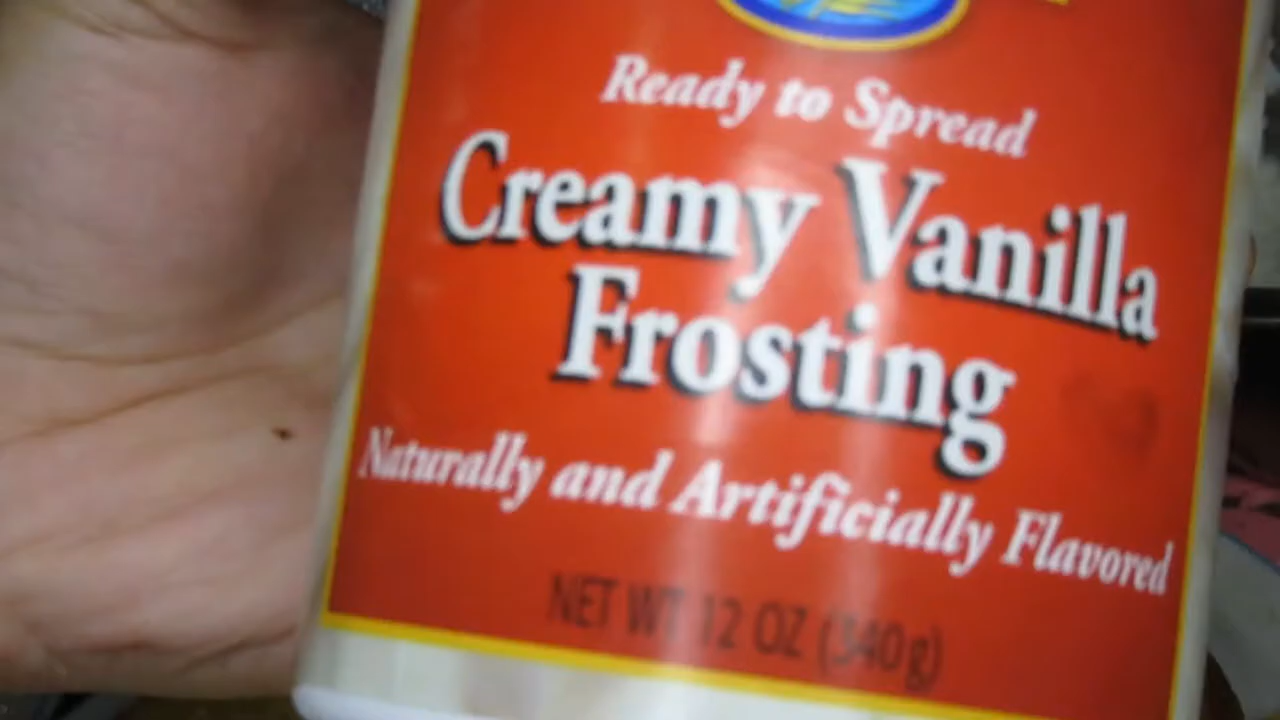 Ready to Spread
Creamy Vanilla
Frosting
Naturally and Artificially Flavored
NET WT 12 OZ (340g)